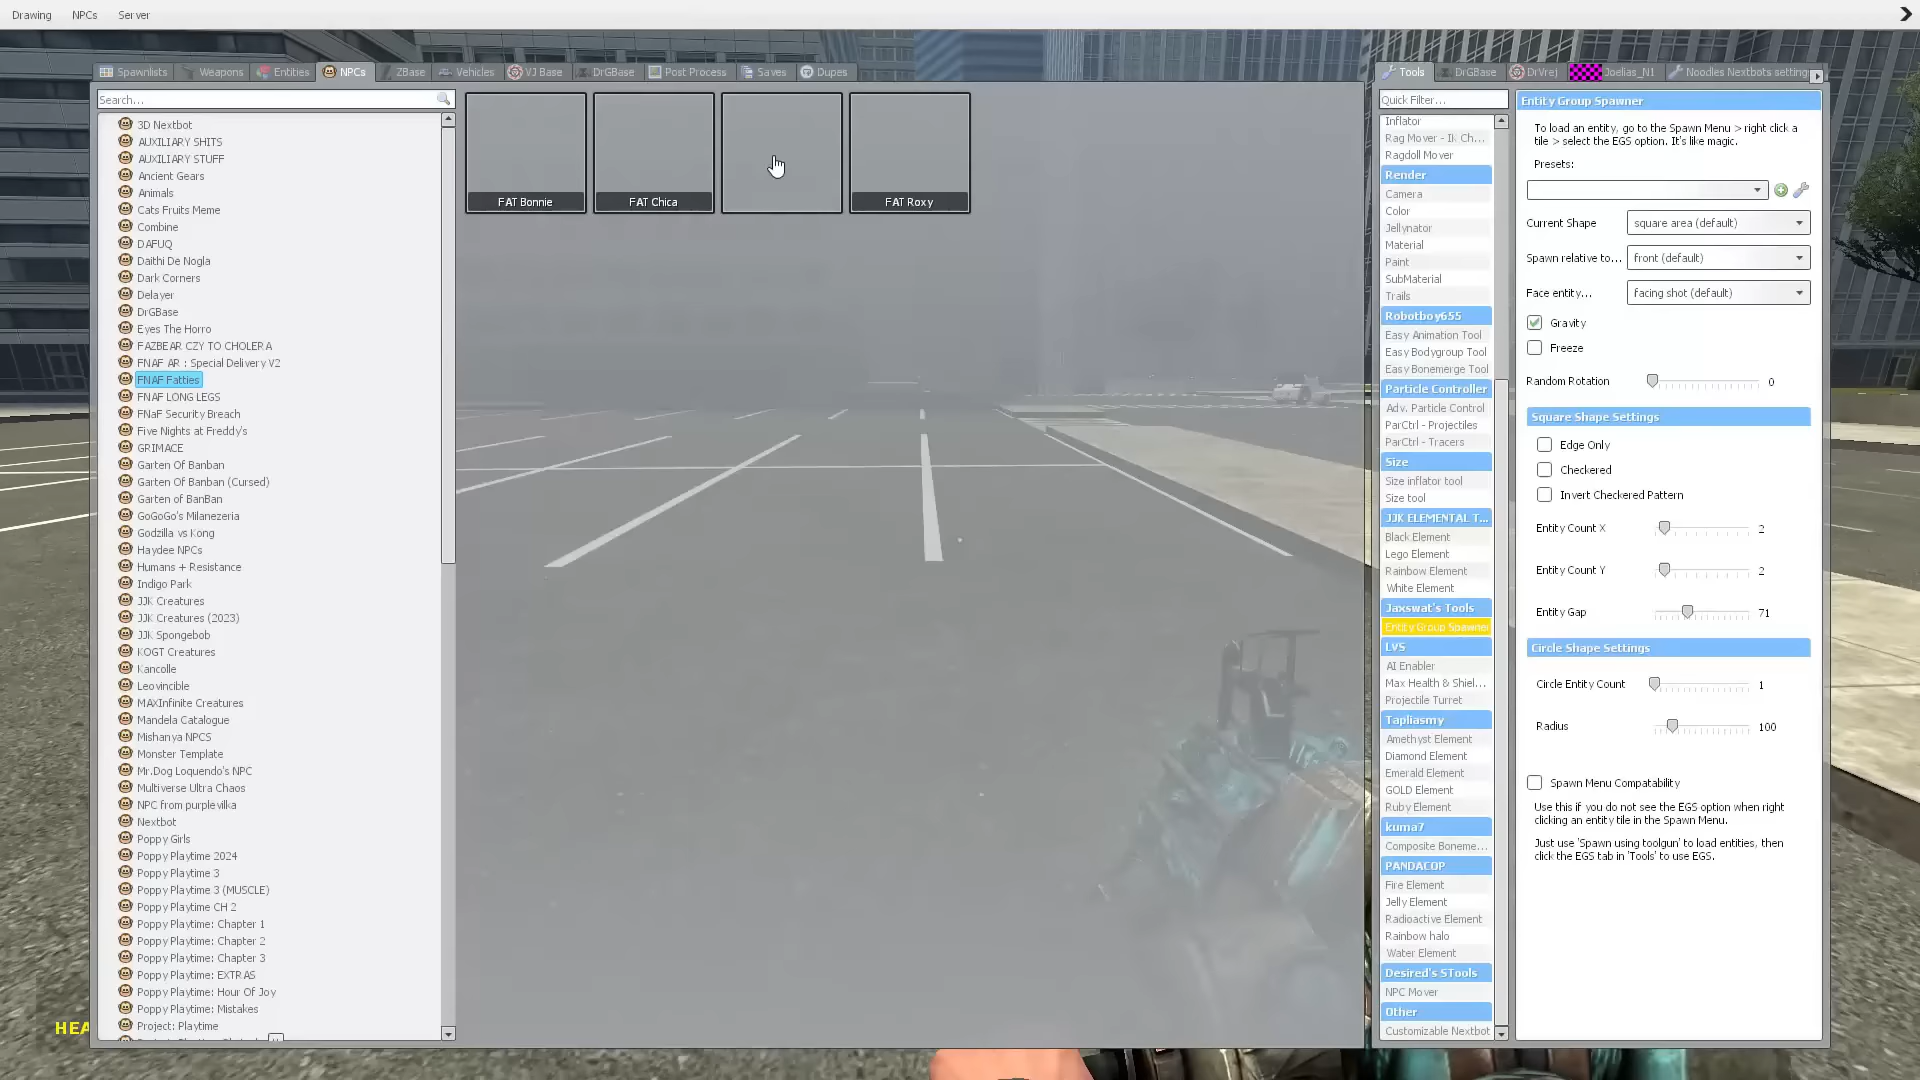 Drawing NPCs Server
Spawnlists Weapons Entities NPCs ZBase Vehicles VJ Base DrGBase Post Process Saves Dupes
Search...
3D Nextbot
AUXILIARY SHITS
AUXILIARY STUFF
Ancient Gears
Animals
Cats Fruits Meme
Combine
DAFUQ
Daithi De Nogla
Dark Corners
Delayer
DrGBase
Eyes The Horro
FAZBEAR CZY TO CHOLERA
FNAF AR : Special Delivery V2
FNAF Fatties
FNAF LONG LEGS
FNaF Security Breach
Five Nights at Freddy's
GRIMACE
Garten Of Banban
Garten Of Banban (Cursed)
Garten of BanBan
GoGoGo's Milanezeria
Godzilla vs Kong
Haydee NPCs
Humans + Resistance
Indigo Park
JJK Creatures
JJK Creatures (2023)
JJK Spongebob
KOGT Creatures
Kancolle
Leovincible
MAXInfinite Creatures
Mandela Catalogue
Mishanya NPCS
Monster Template
Mr.Dog Loquendo's NPC
Multiverse Ultra Chaos
NPC from purplevilka
Nextbot
Poppy Girls
Poppy Playtime 2024
Poppy Playtime 3
Poppy Playtime 3 (MUSCLE)
Poppy Playtime CH 2
Poppy Playtime: Chapter 1
Poppy Playtime: Chapter 2
Poppy Playtime: Chapter 3
Poppy Playtime: EXTRAS
Poppy Playtime: Hour Of Joy
Poppy Playtime: Mistakes
Project: Playtime
HEA
FAT Bonnie FAT Chica FAT Roxy
Tools DrGBase DrVrej Joelias_N1 Noodles Nextbots setting
Quick Filter...
Inflator
Rag Mover - IK Ch...
Ragdoll Mover
Render
Camera
Color
Jellynator
Material
Paint
SubMaterial
Trails
Robotboy655
Easy Animation Tool
Easy Bodygroup Tool
Easy Bonemerge Tool
Particle Controller
Adv. Particle Control
ParCtrl - Projectiles
ParCtrl - Tracers
Size
Size inflator tool
Size tool
JJK ELEMENTAL T...
Black Element
Lego Element
Rainbow Element
White Element
Jaxswat's Tools
Entity Group Spawner
LVS
AI Enabler
Max Health & Shiel...
Projectile Turret
Tapliasmy
Amethyst Element
Diamond Element
Emerald Element
GOLD Element
Ruby Element
kuma7
Composite Boneme...
PANDACOP
Fire Element
Jelly Element
Radioactive Element
Rainbow halo
Water Element
Desired's STools
NPC Mover
Other
Customizable Nextbot
Entity Group Spawner
To load an entity, go to the Spawn Menu > right click a
tile > select the EGS option. It's like magic.
Presets:
Current Shape square area (default)
Spawn relative to... front (default)
Face entity... facing shot (default)
Gravity
Freeze
Random Rotation 0
Square Shape Settings
Edge Only
Checkered
Invert Checkered Pattern
Entity Count X 2
Entity Count Y 2
Entity Gap 71
Circle Shape Settings
Circle Entity Count 1
Radius 100
Spawn Menu Compatability
Use this if you do not see the EGS option when right
clicking an entity tile in the Spawn Menu.
Just use 'Spawn using toolgun' to load entities, then
click the EGS tab in 'Tools' to use EGS.